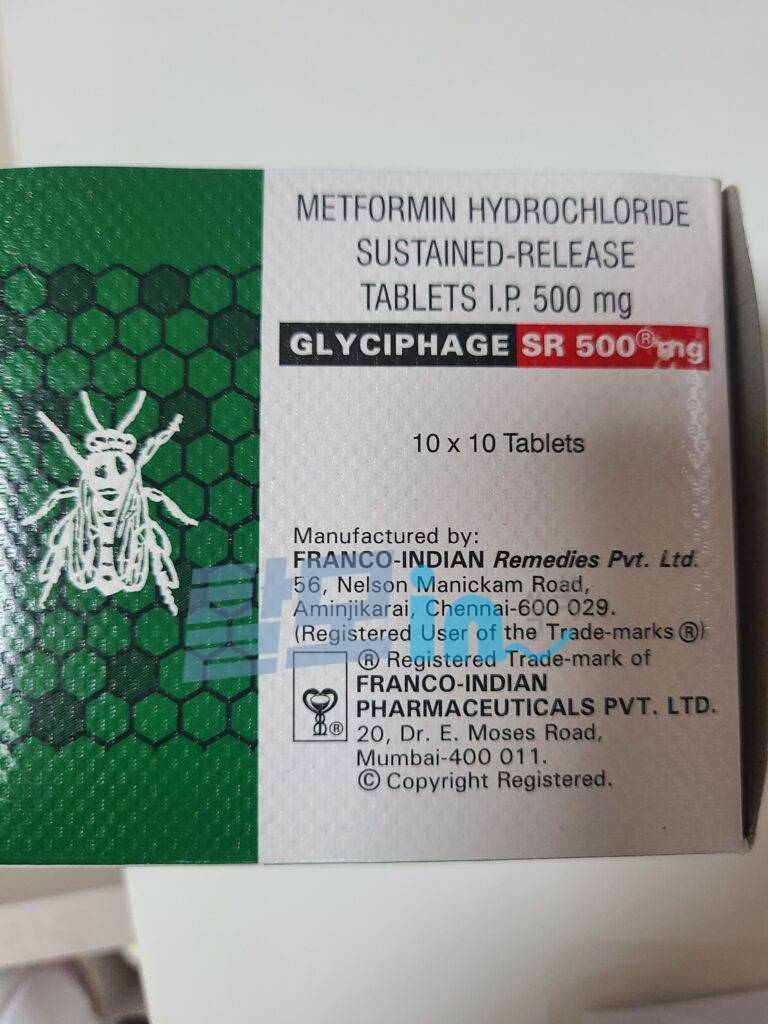 METFORMIN HYDROCHLORIDE
SUSTAINED-RELEASE
TABLETS I.P. 500 mg
GLYCIPHAGE SR 500® mg
10 x 10 Tablets
Manufactured by:
FRANCO-INDIAN Remedies Pvt. Ltd.
56, Nelson Manickam Road,
Aminjikarai, Chennai-600 029.
(Registered User of the Trade-marks ®)
® Registered Trade-mark of
FRANCO-INDIAN
PHARMACEUTICALS PVT. LTD.
®
20, Dr. E. Moses Road,
Mumbai-400 011.
© Copyright Registered.
in